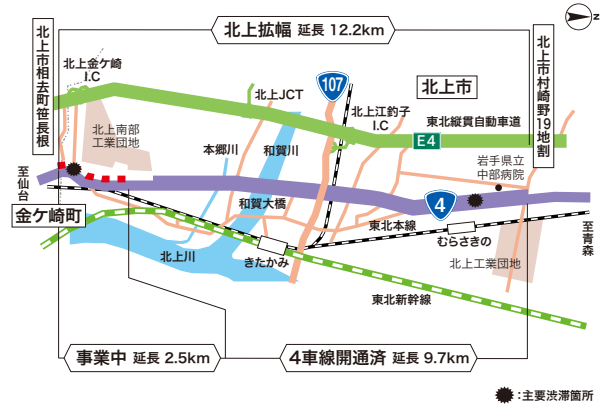 北上拡幅 延長 12.2km
N
北上市相去町笹長根
北上市村崎野19地割
北上金ケ崎
I.C
北上JCT
107
北上市
北上江釣子
I.C
東北縦貫自動車道
E4
北上南部
工業団地
本郷川
和賀川
岩手県立
中部病院
至仙台
金ケ崎町
和賀大橋
4
東北本線
むらさきの
至青森
北上川
きたかみ
北上工業団地
東北新幹線
事業中 延長 2.5km
4車線開通済 延長 9.7km
:主要渋滞箇所